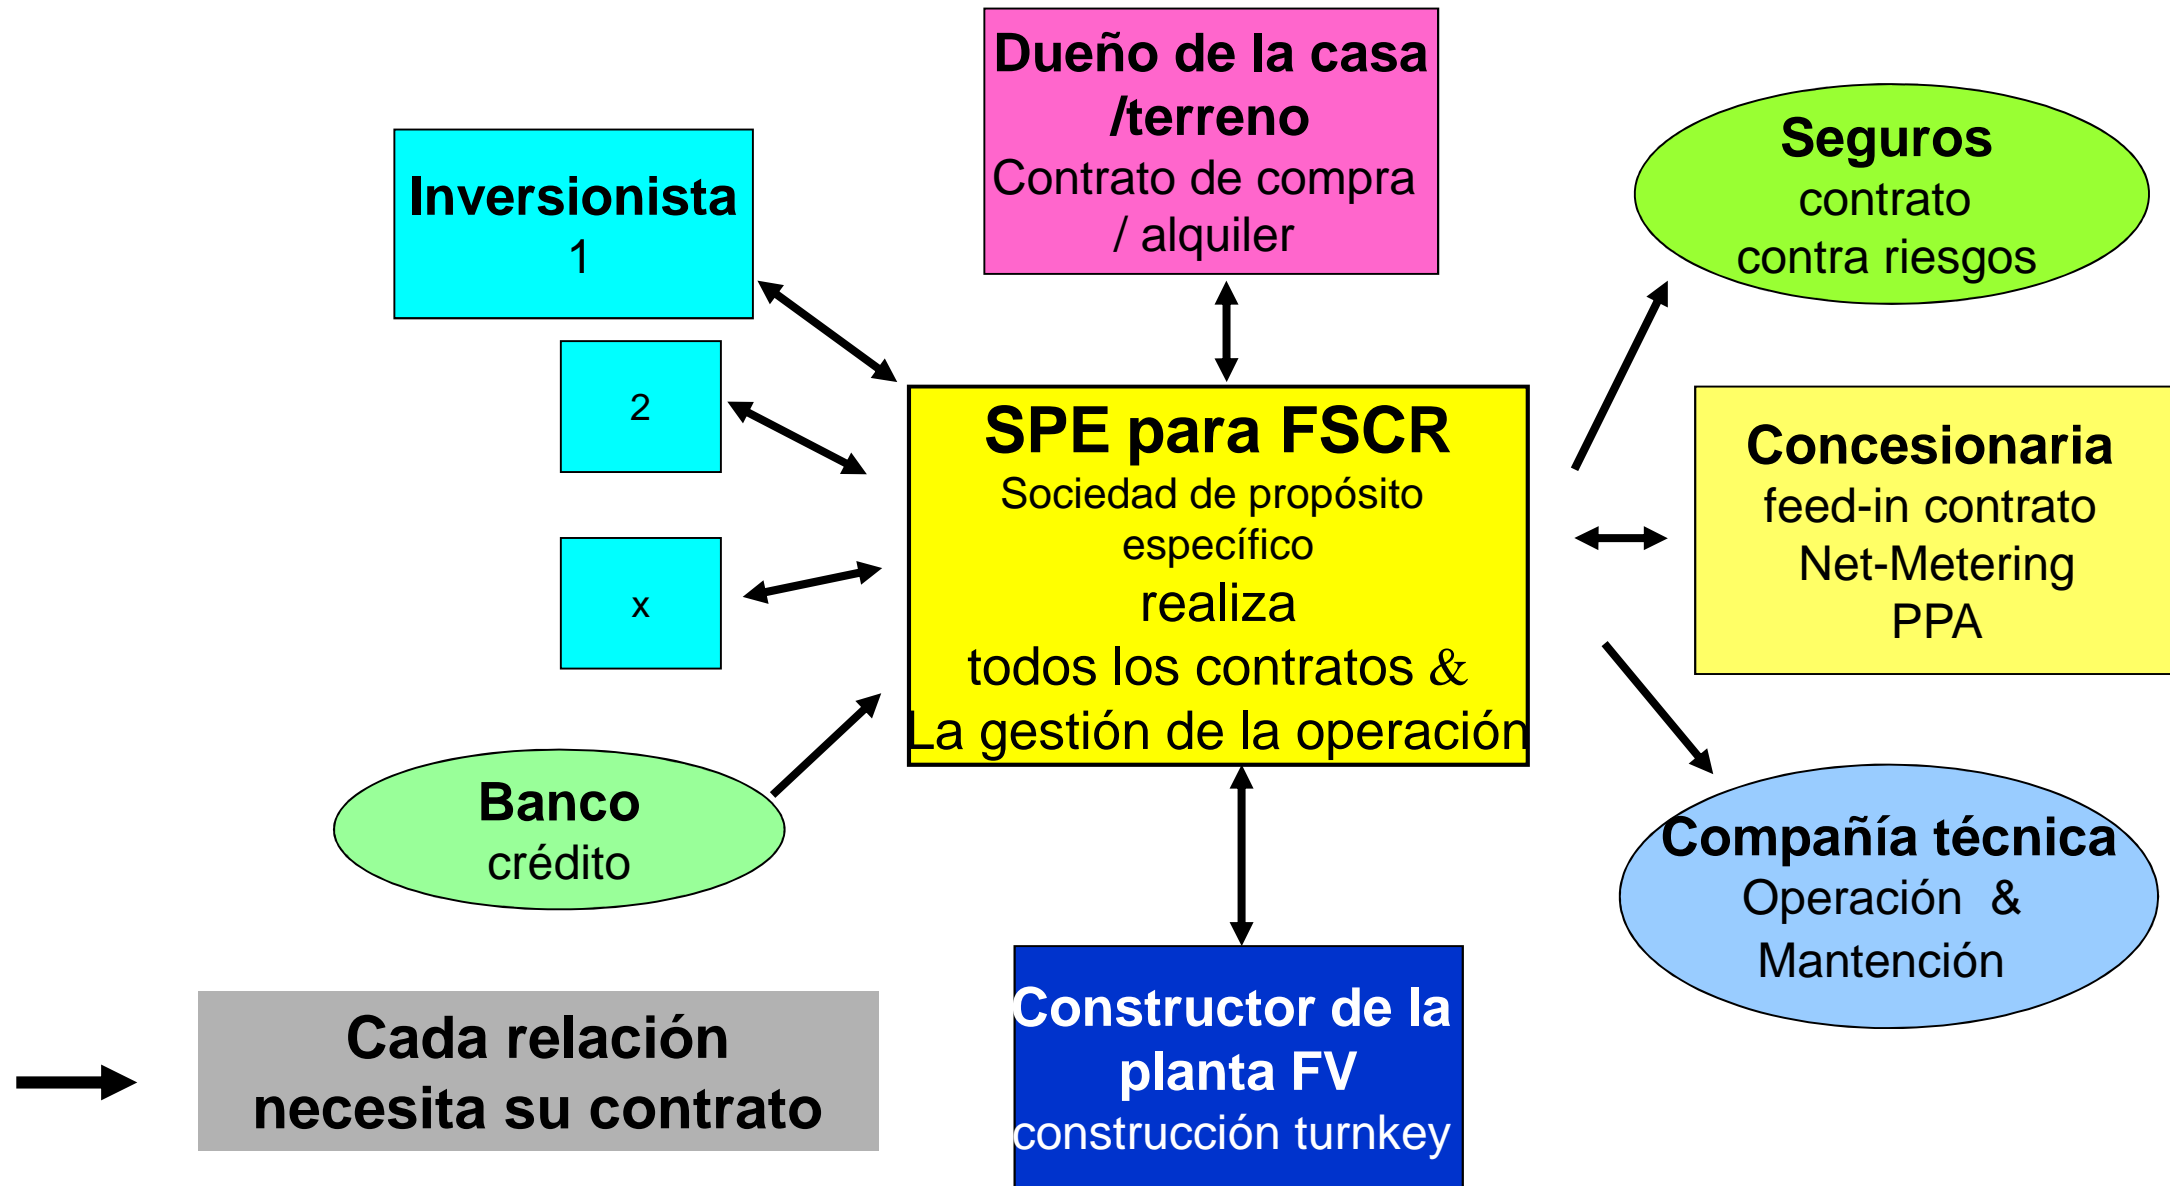 Dueño de la casa
/terreno
Contrato de compra
/ alquiler
Inversionista
1
2
x
Banco
crédito
SPE para FSCR
Sociedad de propósito
específico
realiza
todos los contratos &
La gestión de la operación
Seguros
contrato
contra riesgos
Concesionaria
feed-in contrato
Net-Metering
PPA
Compañía técnica
Operación  &
Mantención
Constructor de la
planta FV
construcción turnkey
Cada relación
necesita su contrato